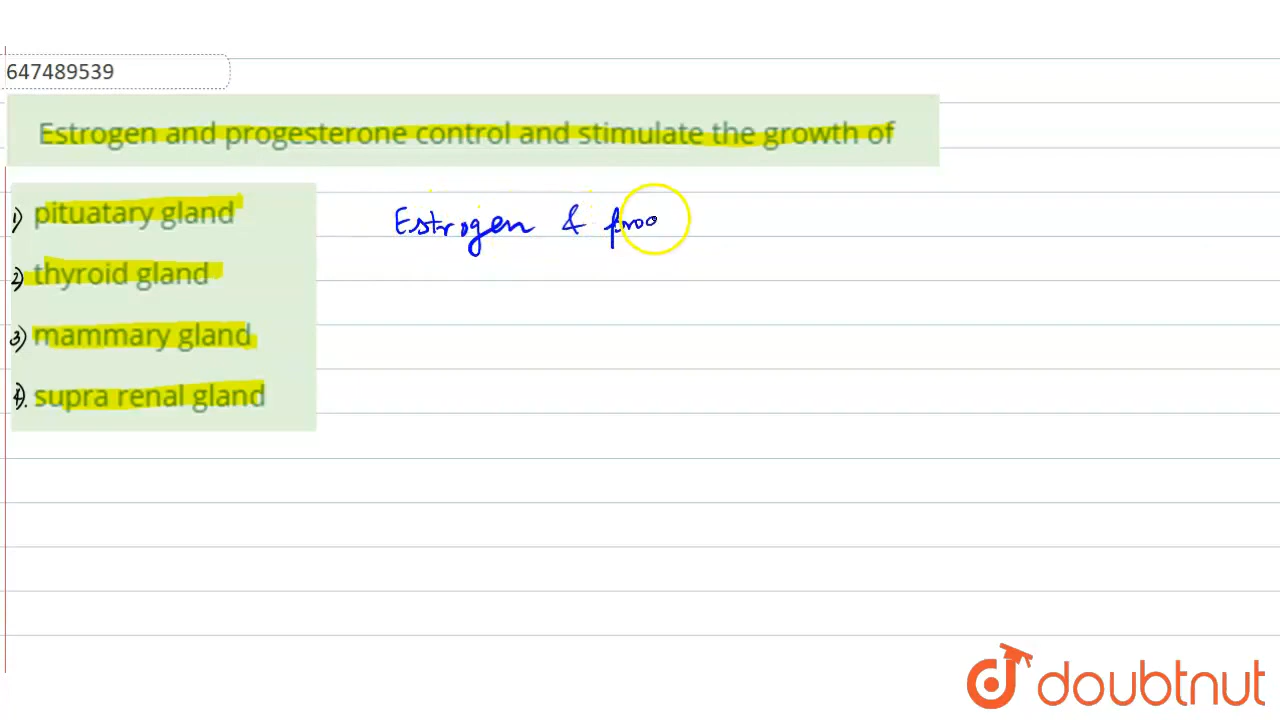 647489539
Estrogen and progesterone control and stimulate the growth of
1) pituatary gland
Estrogen & proo
2) thyroid gland
3) mammary gland
4). supra renal gland
doubtnut